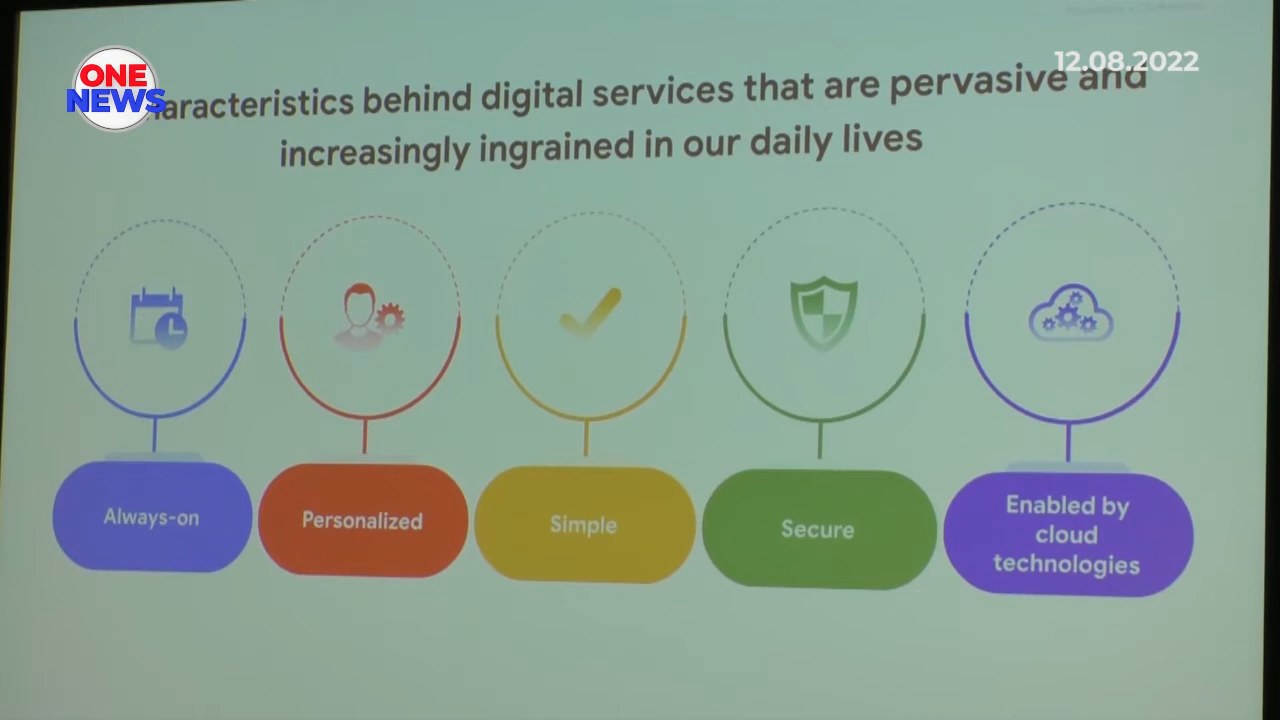 ONE
NEWS
12.08.2022
aracteristics behind digital services that are pervasive and
increasingly ingrained in our daily lives
Always-on
Personalized
Simple
Secure
Enabled by
cloud
technologies